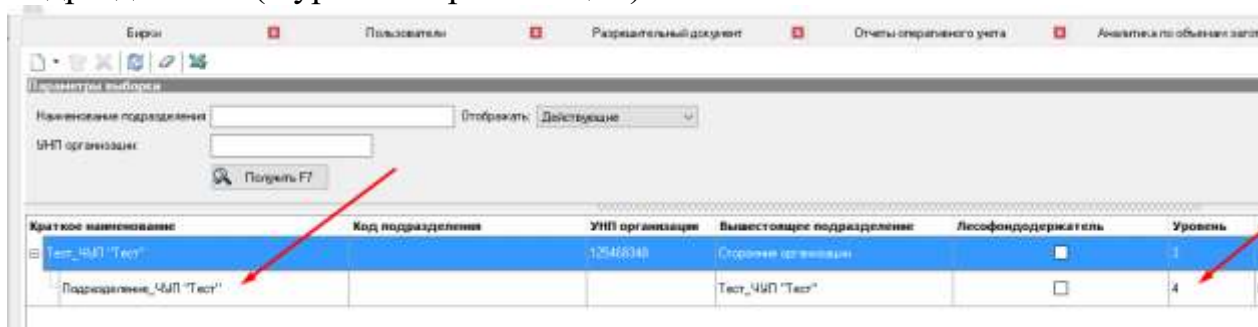 Бирки Пользователи Разрешительный документ Отчеты оперативного учета Аналитика по объемам
Параметры выборки
Наименование подразделения Отображать: Действующие
УНП организации
Получить F7
Краткое наименование Код подразделения УНП организации Вышестоящее подразделение Лесофондодержатель Уровень
Тест_ЧУП "Тест" 125468348 Сторонние организации 3
Подразделение_ЧУП "Тест" Тест_ЧУП "Тест" 4